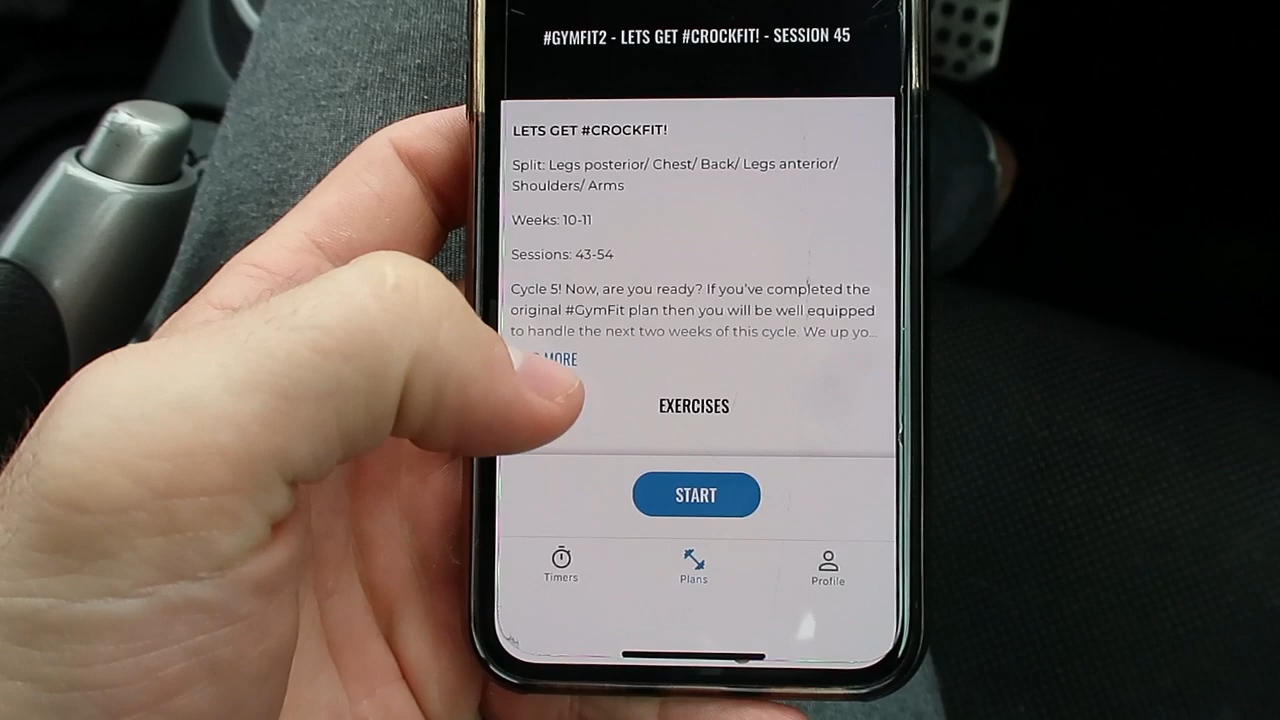 #GYMFIT2 - LETS GET #CROCKFIT! - SESSION 45
LETS GET #CROCKFIT!
Split: Legs posterior/ Chest/ Back/ Legs anterior/
Shoulders/ Arms
Weeks: 10-11
Sessions: 43-54
Cycle 5! Now, are you ready? If you've completed the
original #GymFit plan then you will be well equipped
to handle the next two weeks of this cycle. We up yo...
MORE
EXERCISES
START
Timers
Plans
Profile